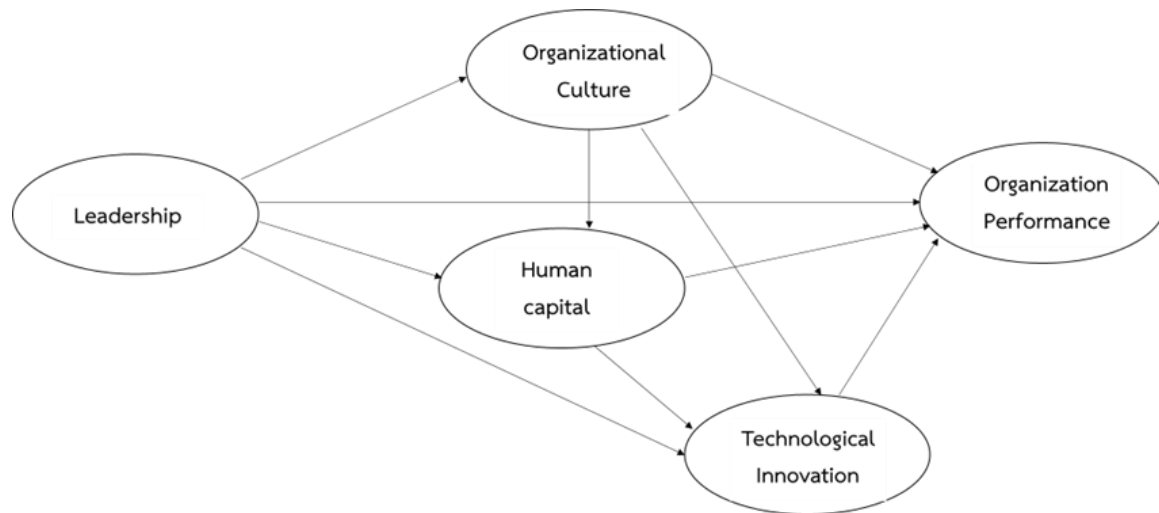 Organizational
Culture
Leadership
Organization
Performance
Human
capital
Technological
Innovation